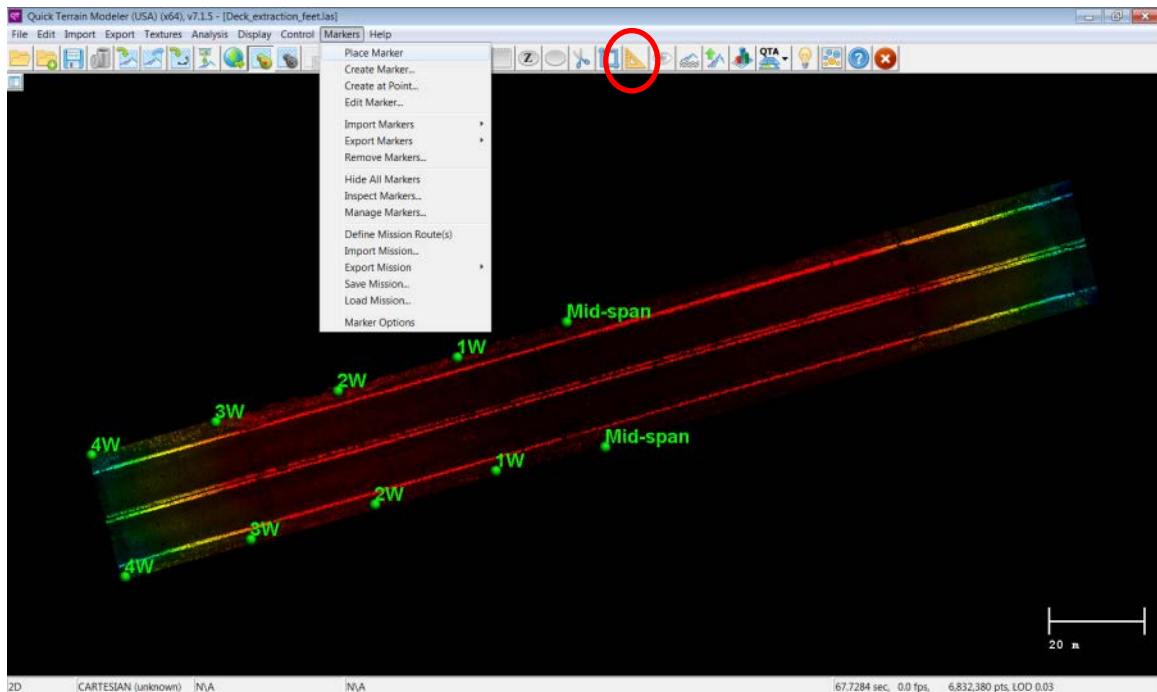 Quick Terrain Modeler (USA) (x64), v7.1.5 - [Deck_extraction_feet.las]
File Edit Import Export Textures Analysis Display Control Markers Help
Z
QTA
Place Marker
Create Marker...
Create at Point...
Edit Marker...
Import Markers
Export Markers
Remove Markers...
Hide All Markers
Inspect Markers...
Manage Markers...
Define Mission Route(s)
Import Mission...
Export Mission
Save Mission...
Load Mission...
Marker Options
Mid-span
1W
2W
3W
4W
Mid-span
1W
2W
3W
4W
20 m
2D CARTESIAN (unknown) N\A N\A 67.7284 sec, 0.0 fps, 6,832,380 pts, LOD 0.03